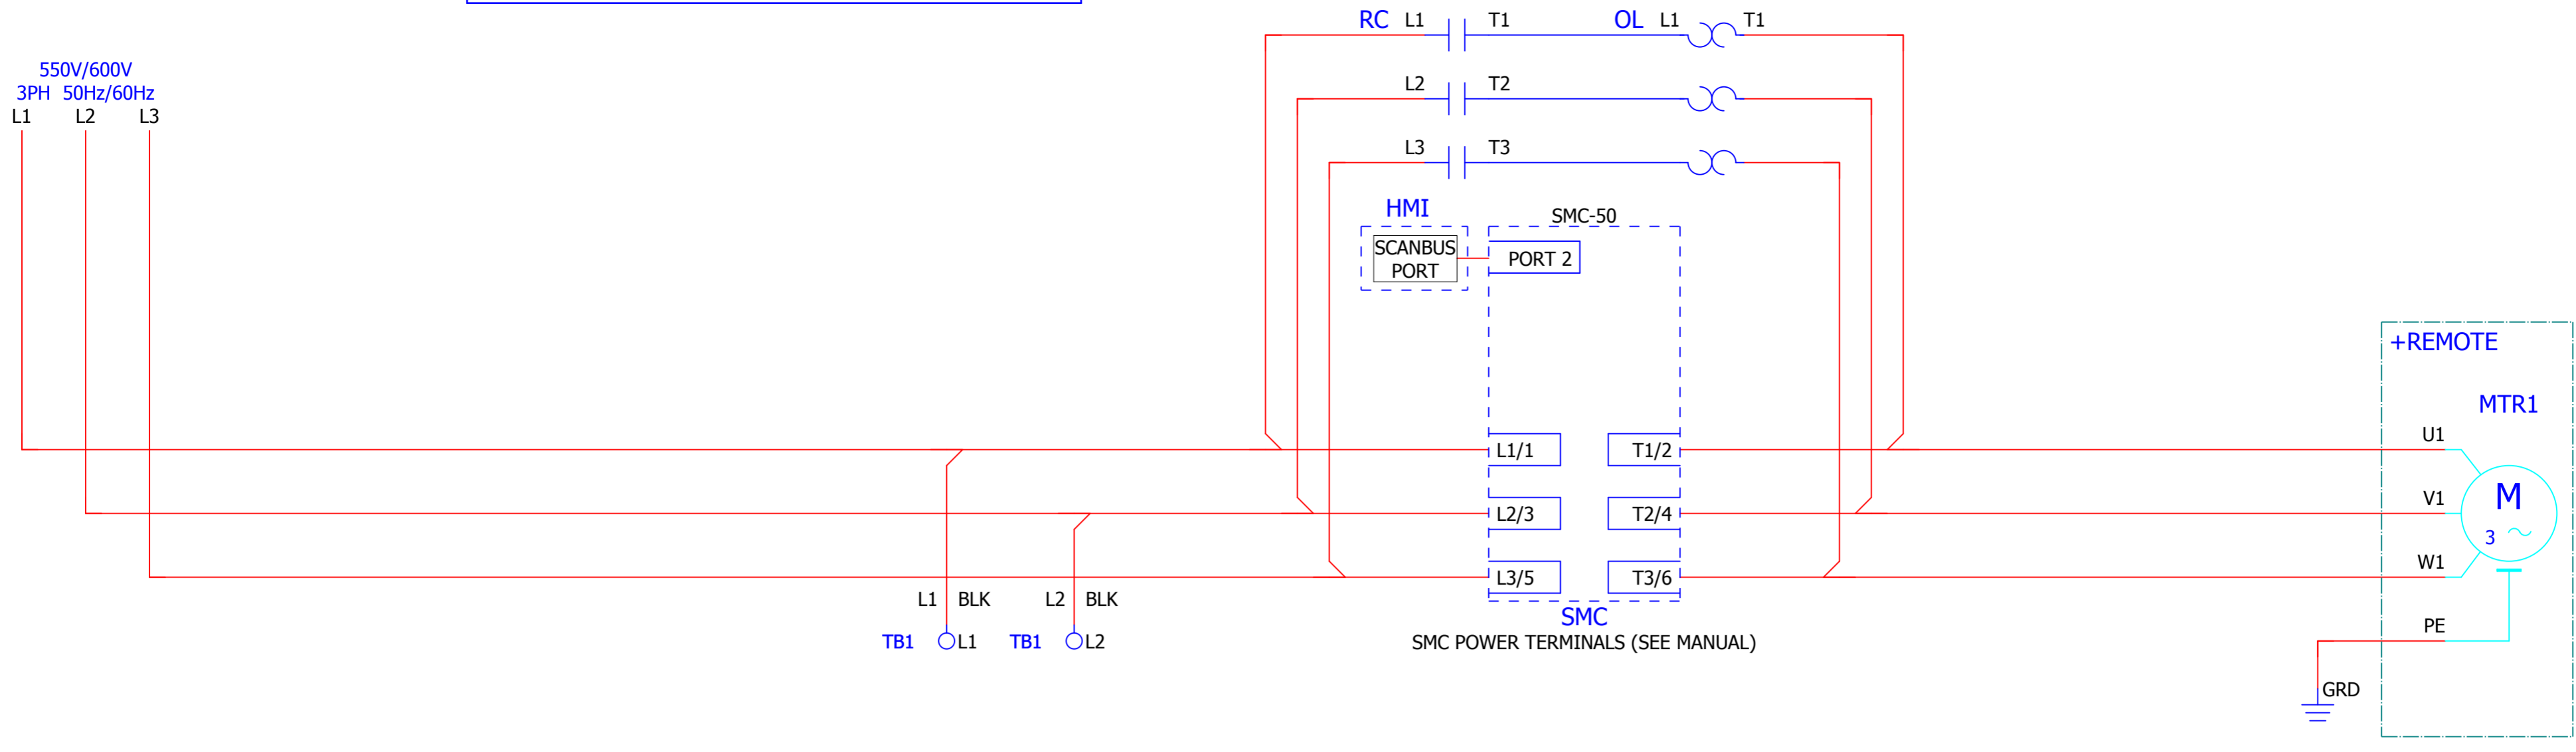 RC L1 T1 OL L1 T1
550V/600V
3PH 50Hz/60Hz
L1 L2 L3
L2 T2
L3 T3
HMI
SCANBUS
PORT
SMC-50
PORT 2
+REMOTE
MTR1
L1/1 T1/2 U1
L2/3 T2/4 V1
M
3
L3/5 T3/6 W1
L1 BLK L2 BLK
SMC
TB1 L1 TB1 L2
SMC POWER TERMINALS (SEE MANUAL)
PE
GRD